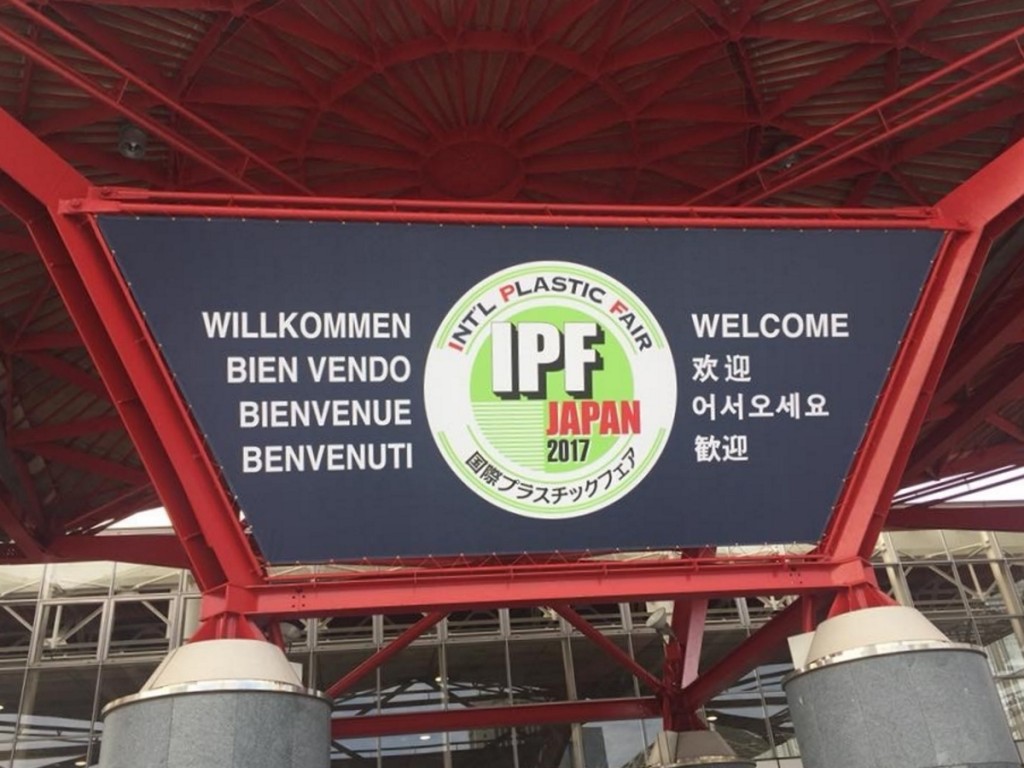 WILLKOMMEN
BIEN VENDO
BIENVENUE
BENVENUTI
INT'L PLASTIC FAIR
IPF
JAPAN
2017
国際プラスチックフェア
WELCOME
欢迎
어서오세요
歓迎